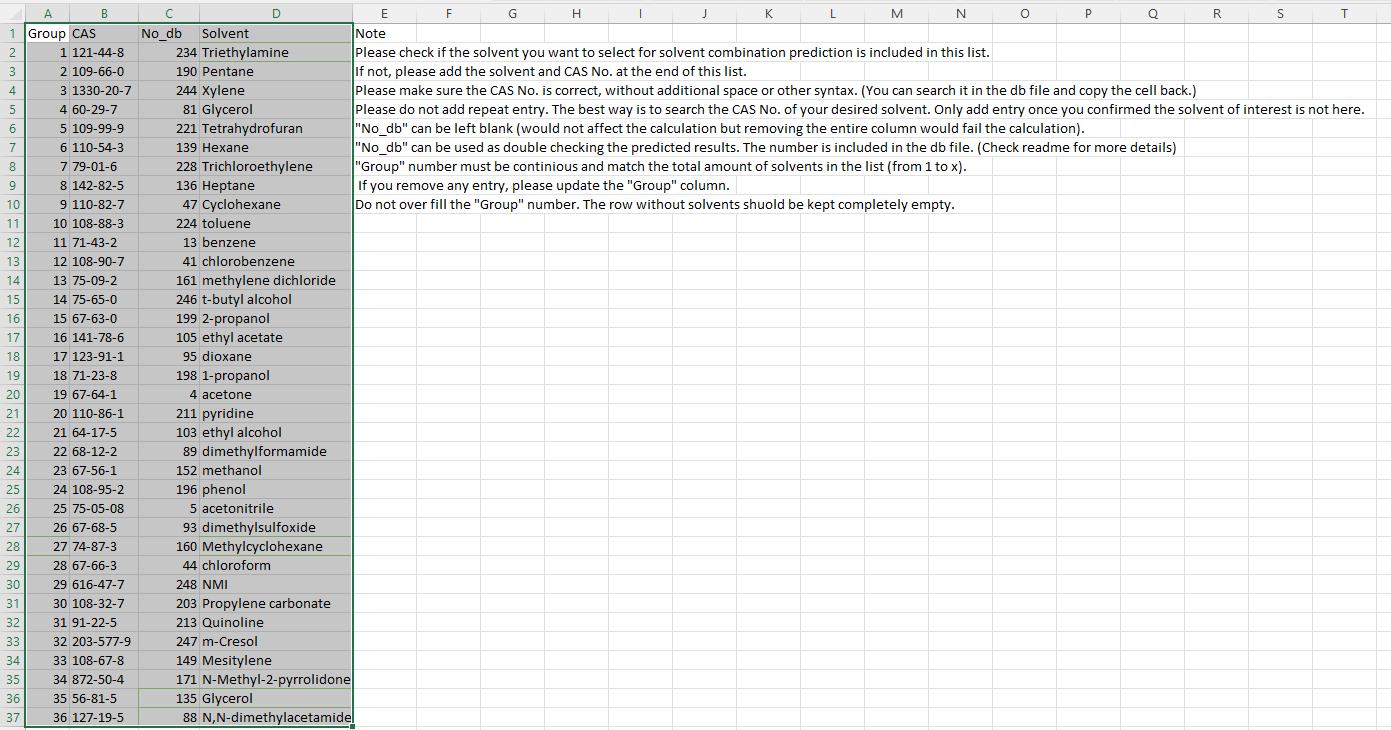 A B C D E F G H I J K L M N O P Q R S T
1 Group CAS No_db Solvent Note
2 1 121-44-8 234 Triethylamine Please check if the solvent you want to select for solvent combination prediction is included in this list.
3 2 109-66-0 190 Pentane If not, please add the solvent and CAS No. at the end of this list.
4 3 1330-20-7 244 Xylene Please make sure the CAS No. is correct, without additional space or other syntax. (You can search it in the db file and copy the cell back.)
5 4 60-29-7 81 Glycerol Please do not add repeat entry. The best way is to search the CAS No. of your desired solvent. Only add entry once you confirmed the solvent of interest is not here.
6 5 109-99-9 221 Tetrahydrofuran "No_db" can be left blank (would not affect the calculation but removing the entire column would fail the calculation).
7 6 110-54-3 139 Hexane "No_db" can be used as double checking the predicted results. The number is included in the db file. (Check readme for more details)
8 7 79-01-6 228 Trichloroethylene "Group" number must be continious and match the total amount of solvents in the list (from 1 to x).
9 8 142-82-5 136 Heptane If you remove any entry, please update the "Group" column.
10 9 110-82-7 47 Cyclohexane Do not over fill the "Group" number. The row without solvents shuold be kept completely empty.
11 10 108-88-3 224 toluene
12 11 71-43-2 13 benzene
13 12 108-90-7 41 chlorobenzene
14 13 75-09-2 161 methylene dichloride
15 14 75-65-0 246 t-butyl alcohol
16 15 67-63-0 199 2-propanol
17 16 141-78-6 105 ethyl acetate
18 17 123-91-1 95 dioxane
19 18 71-23-8 198 1-propanol
20 19 67-64-1 4 acetone
21 20 110-86-1 211 pyridine
22 21 64-17-5 103 ethyl alcohol
23 22 68-12-2 89 dimethylformamide
24 23 67-56-1 152 methanol
25 24 108-95-2 196 phenol
26 25 75-05-08 5 acetonitrile
27 26 67-68-5 93 dimethylsulfoxide
28 27 74-87-3 160 Methylcyclohexane
29 28 67-66-3 44 chloroform
30 29 616-47-7 248 NMI
31 30 108-32-7 203 Propylene carbonate
32 31 91-22-5 213 Quinoline
33 32 203-577-9 247 m-Cresol
34 33 108-67-8 149 Mesitylene
35 34 872-50-4 171 N-Methyl-2-pyrrolidone
36 35 56-81-5 135 Glycerol
37 36 127-19-5 88 N,N-dimethylacetamide